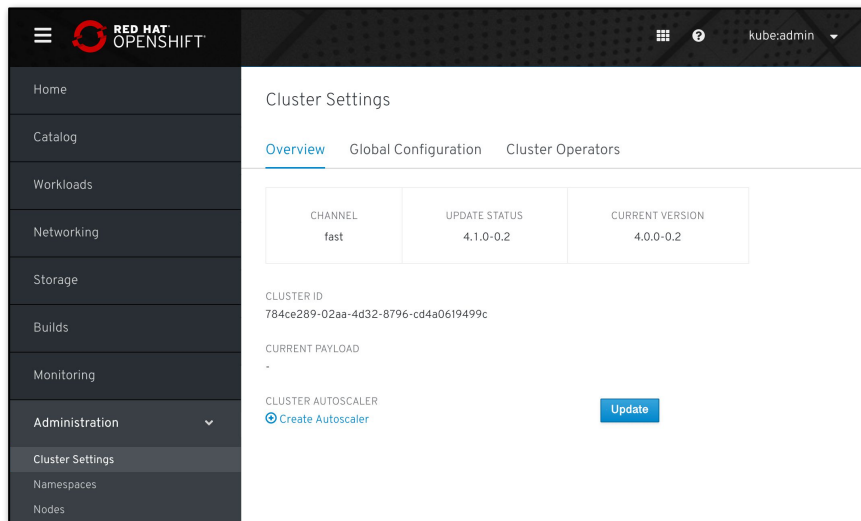 RED HAT
OPENSHIFT
kube:admin
Home
Catalog
Workloads
Networking
Storage
Builds
Monitoring
Administration
Cluster Settings
Namespaces
Nodes
Cluster Settings
Overview Global Configuration Cluster Operators
CHANNEL UPDATE STATUS CURRENT VERSION
fast 4.1.0-0.2 4.0.0-0.2
CLUSTER ID
784ce289-02aa-4d32-8796-cd4a0619499c
CURRENT PAYLOAD
-
CLUSTER AUTOSCALER
Create Autoscaler
Update